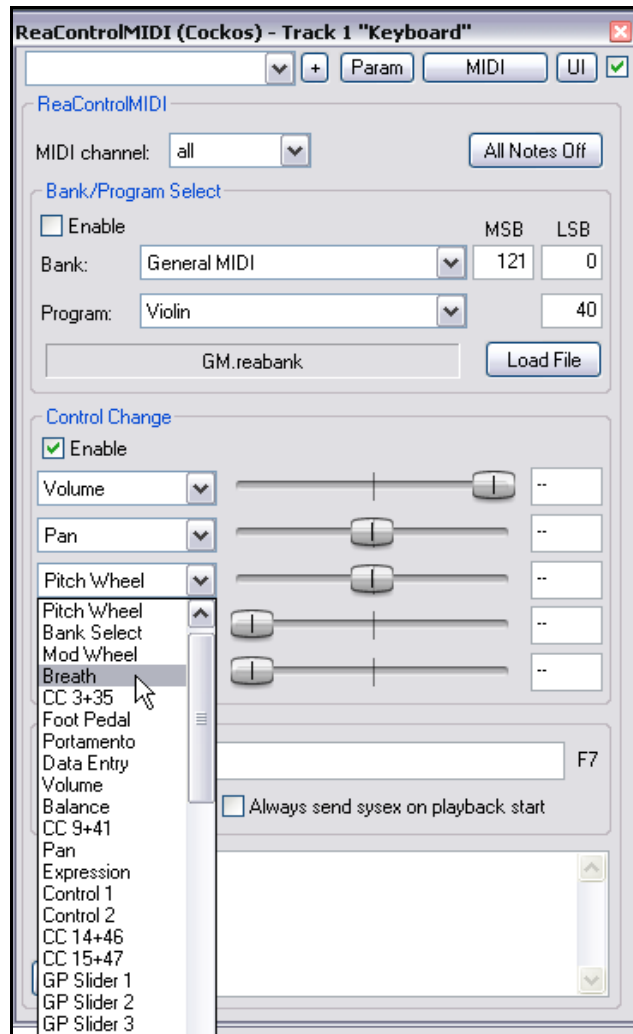 ReaControlMIDI (Cockos) - Track 1 "Keyboard"
+ Param MIDI UI
ReaControlMIDI
MIDI channel: all All Notes Off
Bank/Program Select
Enable MSB LSB
Bank: General MIDI 121 0
Program: Violin 40
GM.reabank Load File
Control Change
Enable
Volume --
Pan --
Pitch Wheel --
Pitch Wheel
Bank Select --
Mod Wheel
Breath --
CC 3+35
Foot Pedal
Portamento
Data Entry F7
Volume
Balance Always send sysex on playback start
CC 9+41
Pan
Expression
Control 1
Control 2
CC 14+46
CC 15+47
GP Slider 1
GP Slider 2
GP Slider 3